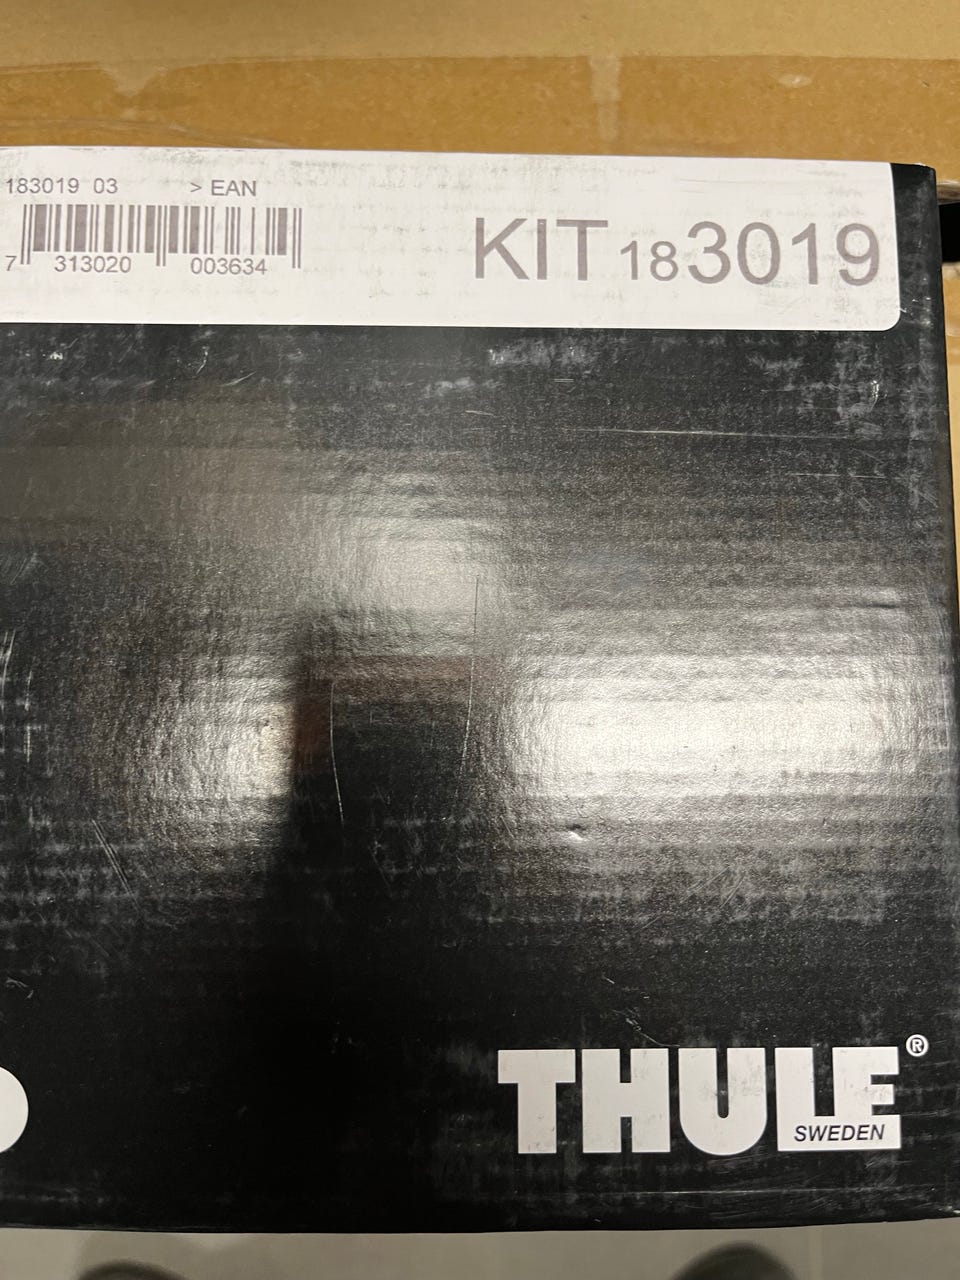 183019 03 > EAN
7 313020 003634
KIT 183019
THULE®
SWEDEN